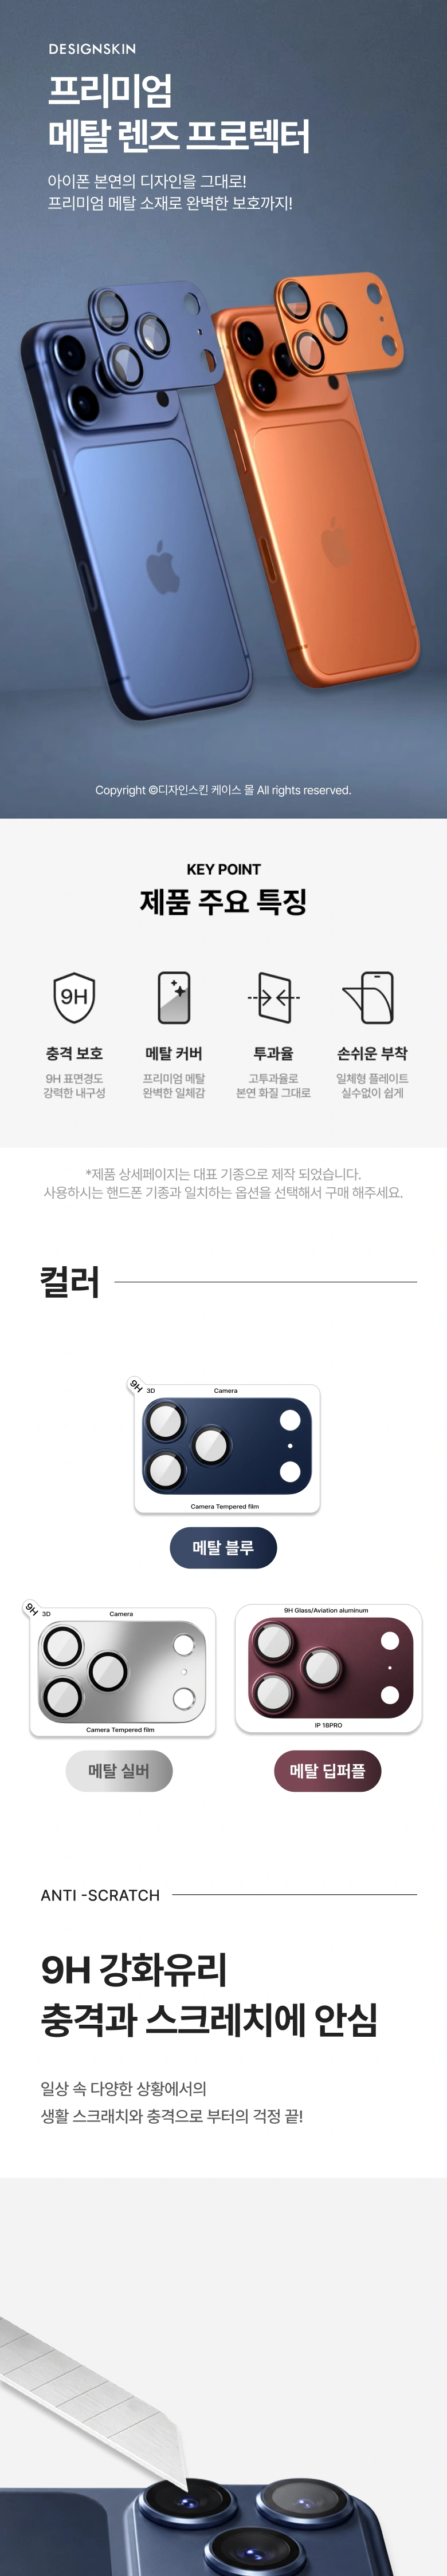 DESIGNSKIN
프리미엄
메탈 렌즈 프로텍터
아이폰 본연의 디자인을 그대로!
프리미엄 메탈 소재로 완벽한 보호까지!
Copyright ©디자인스킨 케이스 몰 All rights reserved.
KEY POINT
제품 주요 특징
9H
충격 보호
9H 표면경도
강력한 내구성
메탈 커버
프리미엄 메탈
완벽한 일체감
투과율
고투과율로
본연 화질 그대로
손쉬운 부착
일체형 플레이트
실수없이 쉽게
*제품 상세페이지는 대표 기종으로 제작 되었습니다.
사용하시는 핸드폰 기종과 일치하는 옵션을 선택해서 구매 해주세요.
컬러
9H 3D Camera
Camera Tempered film
메탈 블루
9H 3D Camera
Camera Tempered film
메탈 실버
9H Glass/Aviation aluminum
IP 18PRO
메탈 딥퍼플
ANTI -SCRATCH
9H 강화유리
충격과 스크레치에 안심
일상 속 다양한 상황에서의
생활 스크래치와 충격으로 부터의 걱정 끝!